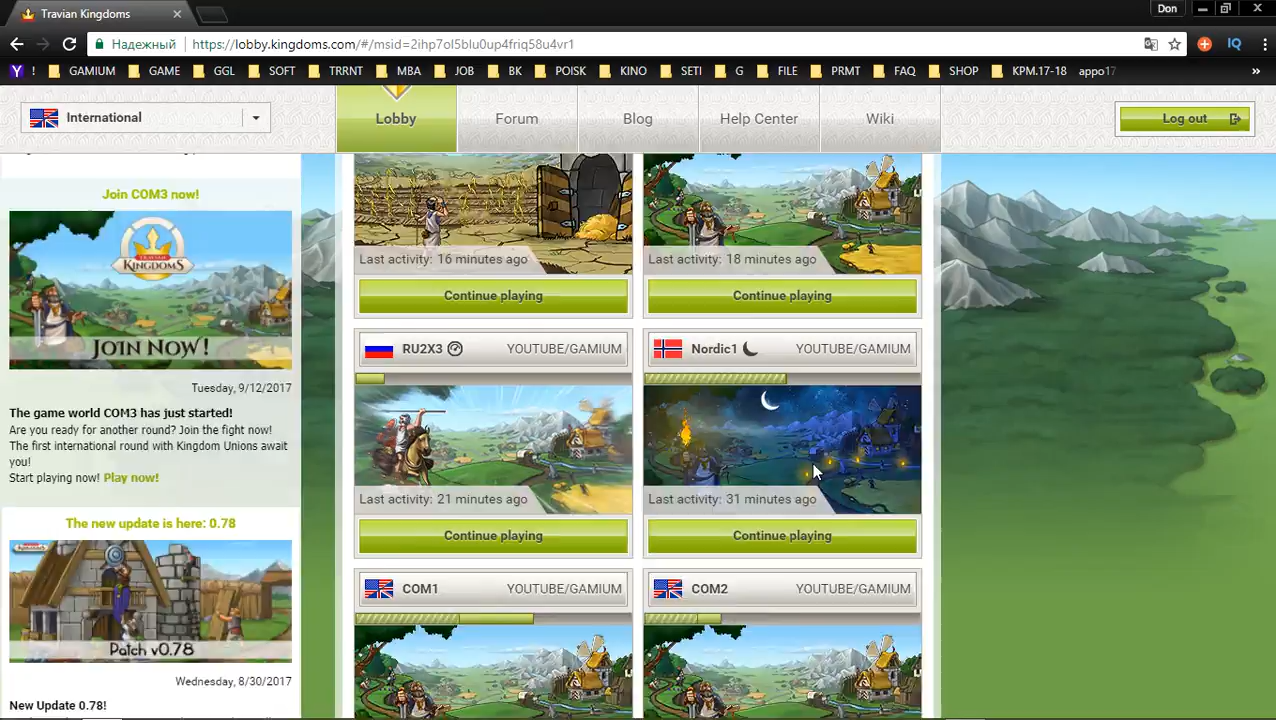 Travian Kingdoms
Don
Надежный
https://lobby.kingdoms.com/#/msid=2ihp7ol5blu0up4friq58u4vr1
IQ
Y ! GAMIUM GAME GGL SOFT TRRNT MBA JOB BK POISK KINO SETI G FILE PRMT FAQ SHOP KPM.17-18 appo17 »
International
Lobby
Forum
Blog
Help Center
Wiki
Log out
Join COM3 now!
TRAVIAN
KINGDOMS
JOIN NOW!
Tuesday, 9/12/2017
The game world COM3 has just started!
Are you ready for another round? Join the fight now!
The first international round with Kingdom Unions await
you!
Start playing now! Play now!
The new update is here: 0.78
Patch v0.78
Wednesday, 8/30/2017
New Update 0.78!
Last activity: 16 minutes ago
Continue playing
Last activity: 18 minutes ago
Continue playing
RU2X3 YOUTUBE/GAMIUM
Last activity: 21 minutes ago
Continue playing
Nordic1 YOUTUBE/GAMIUM
Last activity: 31 minutes ago
Continue playing
COM1 YOUTUBE/GAMIUM
COM2 YOUTUBE/GAMIUM